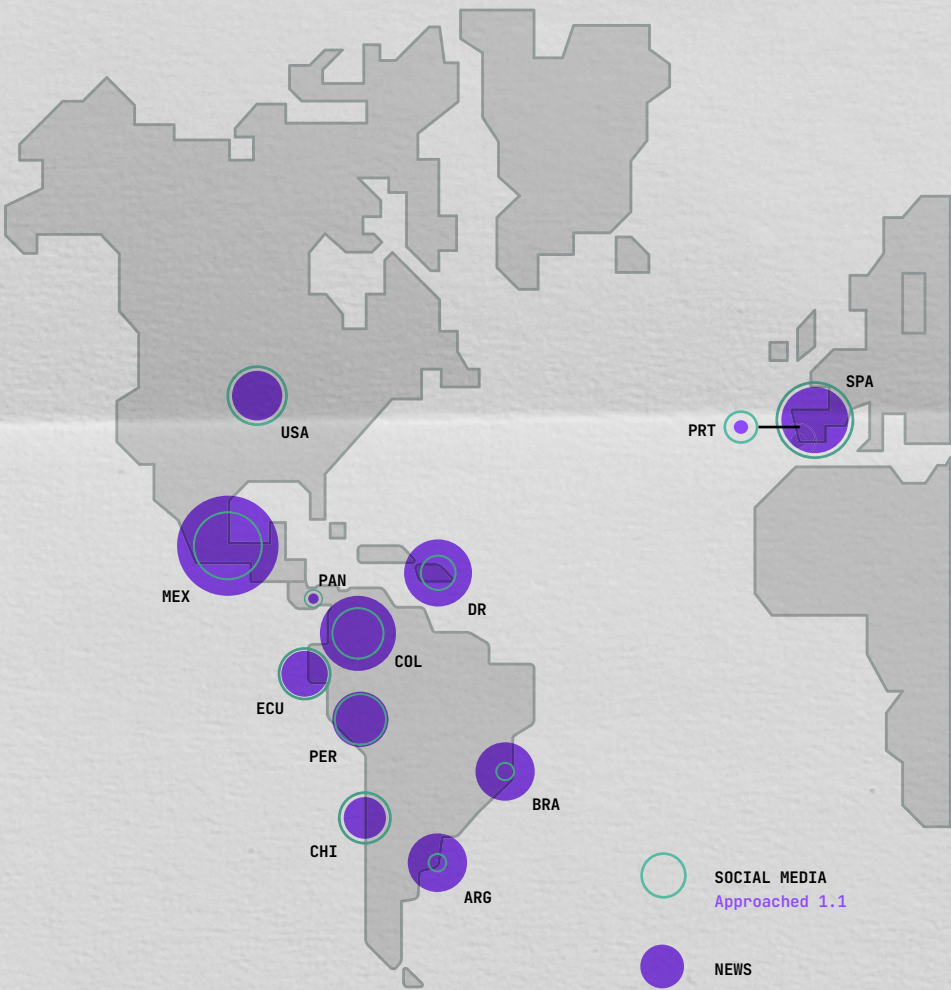 SPA
PRT
USA
PAN
MEX
DR
COL
ECU
PER
BRA
CHI
ARG
SOCIAL MEDIA
Approached 1.1
NEWS